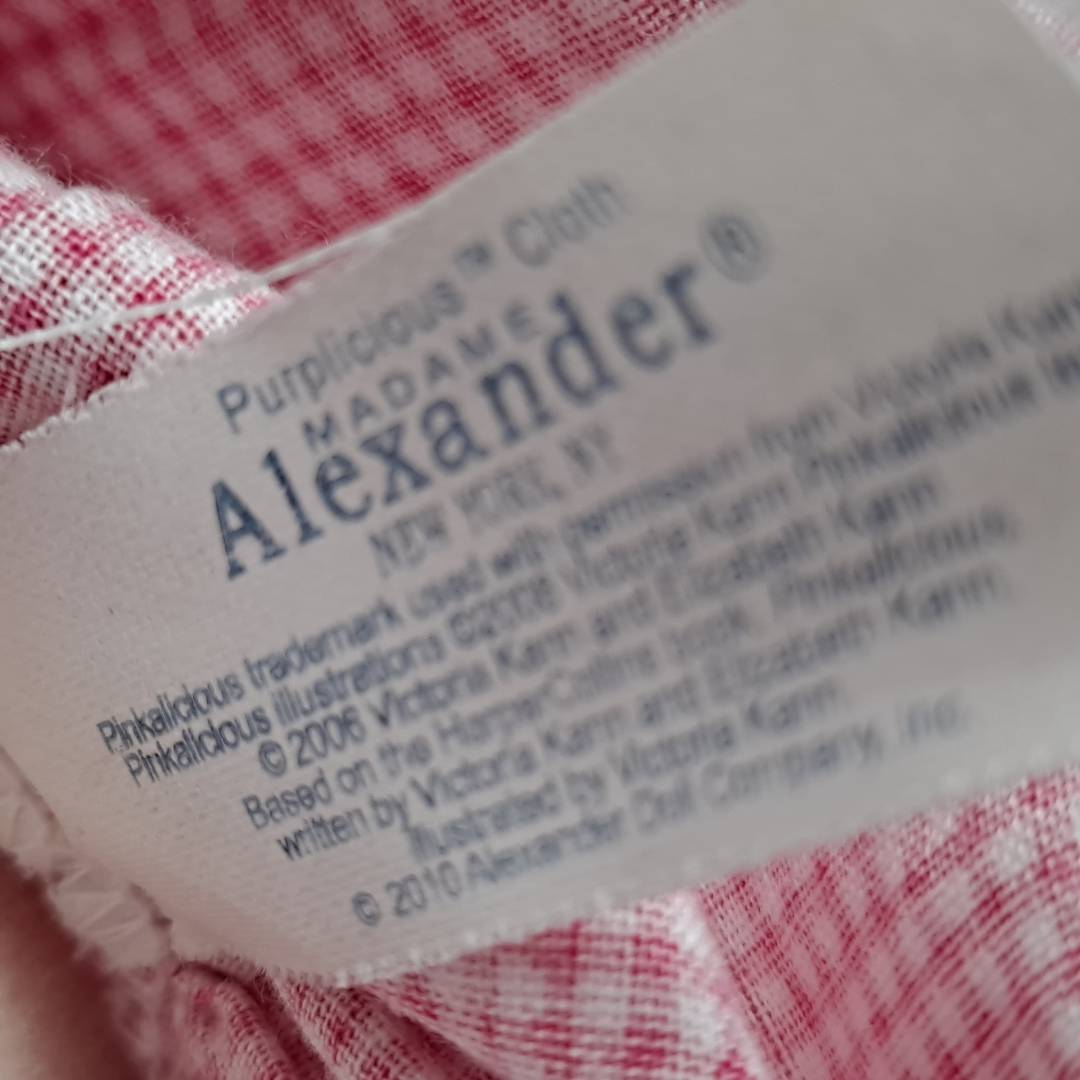 Purplicious™ Cloth
MADAME
Alexander®
NEW YORK, NY
Pinkalicious trademark used with permission from Victoria Kann
Pinkalicious illustrations ©2006 Victoria Kann Pinkalicious
©2006 Victoria Kann and Elizabeth Kann
Based on the HarperCollins book Pinkalicious,
written by Victoria Kann and Elizabeth Kann.
Illustrated by Victoria Kann.
© 2010 Alexander Doll Company, Inc.